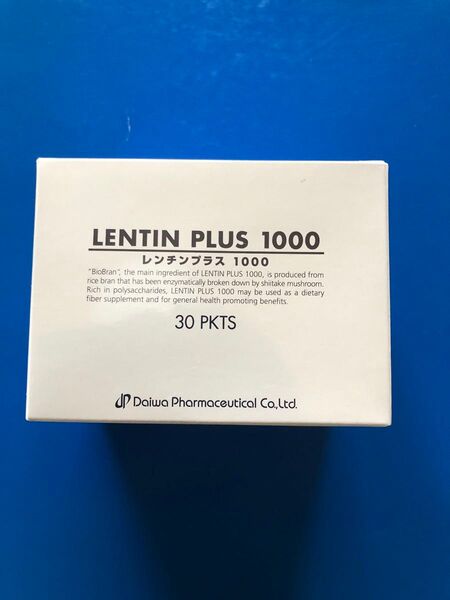 LENTIN PLUS 1000
レンチンプラス 1000
"BioBran", the main ingredient of LENTIN PLUS 1000, is produced from
rice bran that has been enzymatically broken down by shiitake mushroom.
Rich in polysaccharides, LENTIN PLUS 1000 may be used as a dietary
fiber supplement and for general health promoting benefits.
30 PKTS
Daiwa Pharmaceutical Co.,Ltd.